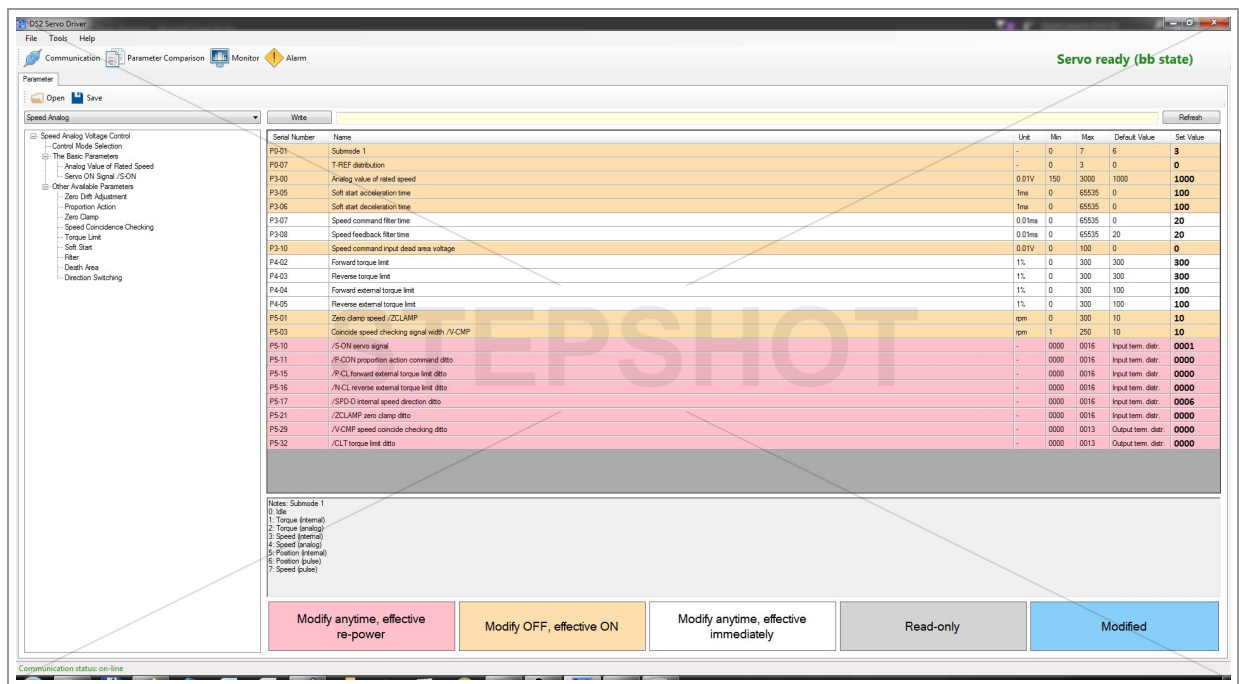 DS2 Servo Driver
File Tools Help
Communication Parameter Comparison Monitor Alarm Servo ready (bb state)
Parameter
Open Save
Speed Analog Write Refresh
Speed Analog Voltage Control
Control Mode Selection
The Basic Parameters
Analog Value of Rated Speed
Servo ON Signal /S-ON
Other Available Parameters
Zero Drift Adjustment
Proportion Action
Zero Clamp
Speed Coincidence Checking
Torque Limit
Soft Start
Filter
Death Area
Direction Switching
Serial Number Name Unit Min Max Default Value Set Value
P0-01 Submode 1 - 0 7 6 3
P0-07 T-REF distribution - 0 3 0 0
P3-00 Analog value of rated speed 0.01V 150 3000 1000 1000
P3-05 Soft start acceleration time 1ms 0 65535 0 100
P3-06 Soft start deceleration time 1ms 0 65535 0 100
P3-07 Speed command filter time 0.01ms 0 65535 0 20
P3-08 Speed feedback filter time 0.01ms 0 65535 20 20
P3-10 Speed command input dead area voltage 0.01V 0 100 0 0
P4-02 Forward torque limit 1% 0 300 300 300
P4-03 Reverse torque limit 1% 0 300 300 300
P4-04 Forward external torque limit 1% 0 300 100 100
P4-05 Reverse external torque limit 1% 0 300 100 100
P5-01 Zero clamp speed /ZCLAMP rpm 0 300 10 10
P5-03 Coincide speed checking signal width /V-CMP rpm 1 250 10 10
P5-10 /S-ON servo signal - 0000 0016 Input term. distr. 0001
P5-11 /P-CON proportion action command ditto - 0000 0016 Input term. distr. 0000
P5-15 /P-CL forward external torque limit ditto - 0000 0016 Input term. distr. 0000
P5-16 /N-CL reverse external torque limit ditto - 0000 0016 Input term. distr. 0000
P5-17 /SPD-D internal speed direction ditto - 0000 0016 Input term. distr. 0006
P5-21 /ZCLAMP zero clamp ditto - 0000 0016 Input term. distr. 0000
P5-29 /V-CMP speed coincide checking ditto - 0000 0013 Output term. distr. 0000
P5-32 /CLT torque limit ditto - 0000 0013 Output term. distr. 0000
STEPSHOT
Notes: Submode 1
0: Idle
1: Torque (internal)
2: Torque (analog)
3: Speed (internal)
4: Speed (analog)
5: Position (internal)
6: Position (pulse)
7: Speed (pulse)
Modify anytime, effective
re-power
Modify OFF, effective ON
Modify anytime, effective
immediately
Read-only
Modified
Communication status: on-line